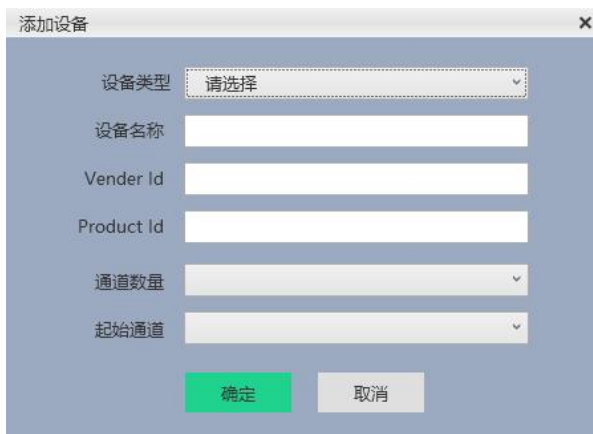 添加设备
设备类型 请选择
设备名称
Vender Id
Product Id
通道数量
起始通道
确定 取消